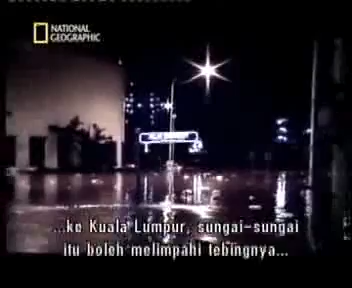 NATIONAL
GEOGRAPHIC
...ke Kuala Lumpur, sungai-sungai
itu boleh melimpahi tebingnya...